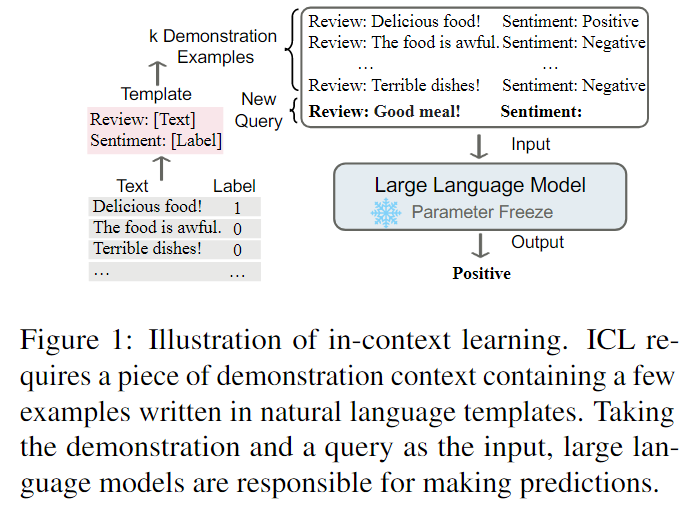 k Demonstration
Examples
Review: Delicious food! Sentiment: Positive
Review: The food is awful. Sentiment: Negative
… …
Review: Terrible dishes! Sentiment: Negative
New
Query
Review: Good meal! Sentiment:
Template
Review: [Text]
Sentiment: [Label]
Text Label
Delicious food! 1
The food is awful. 0
Terrible dishes! 0
… …
Input
Large Language Model
Parameter Freeze
Output
Positive
Figure 1: Illustration of in-context learning. ICL re-
quires a piece of demonstration context containing a few
examples written in natural language templates. Taking
the demonstration and a query as the input, large lan-
guage models are responsible for making predictions.